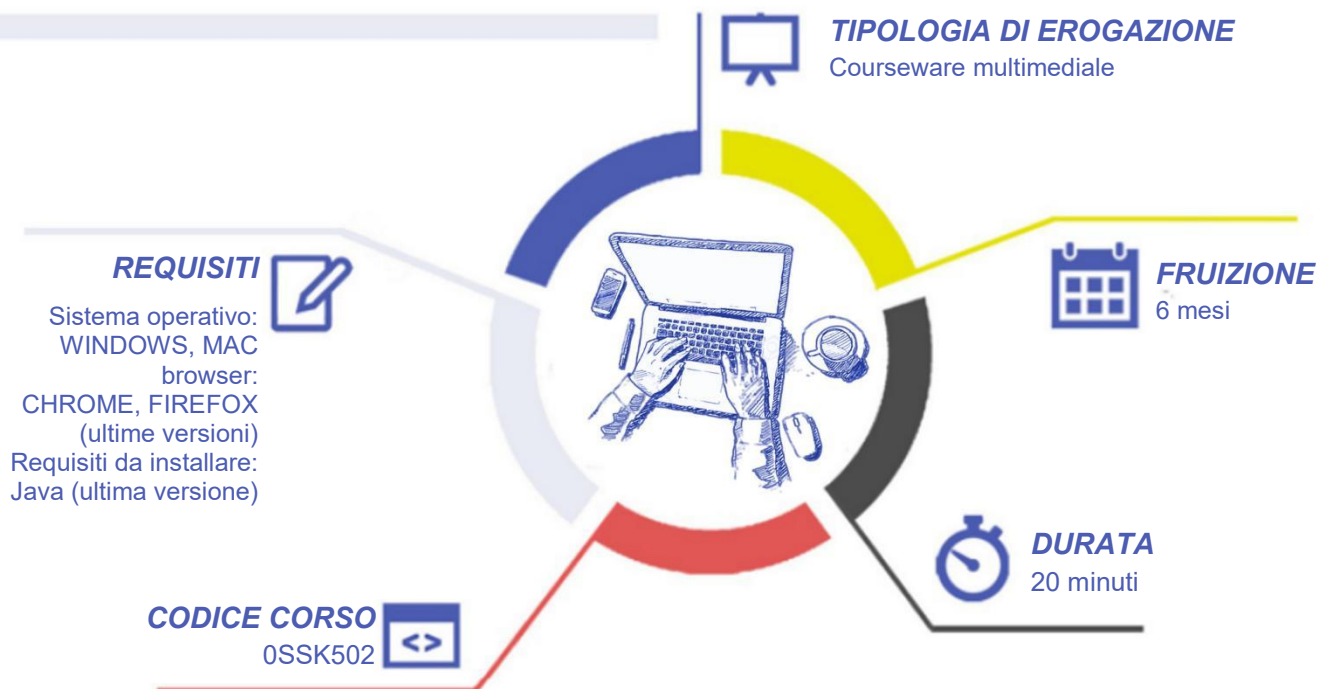 TIPOLOGIA DI EROGAZIONE
Courseware multimediale
REQUISITI
Sistema operativo:
WINDOWS, MAC
browser:
CHROME, FIREFOX
(ultime versioni)
Requisiti da installare:
Java (ultima versione)
FRUIZIONE
6 mesi
DURATA
20 minuti
CODICE CORSO
0SSK502